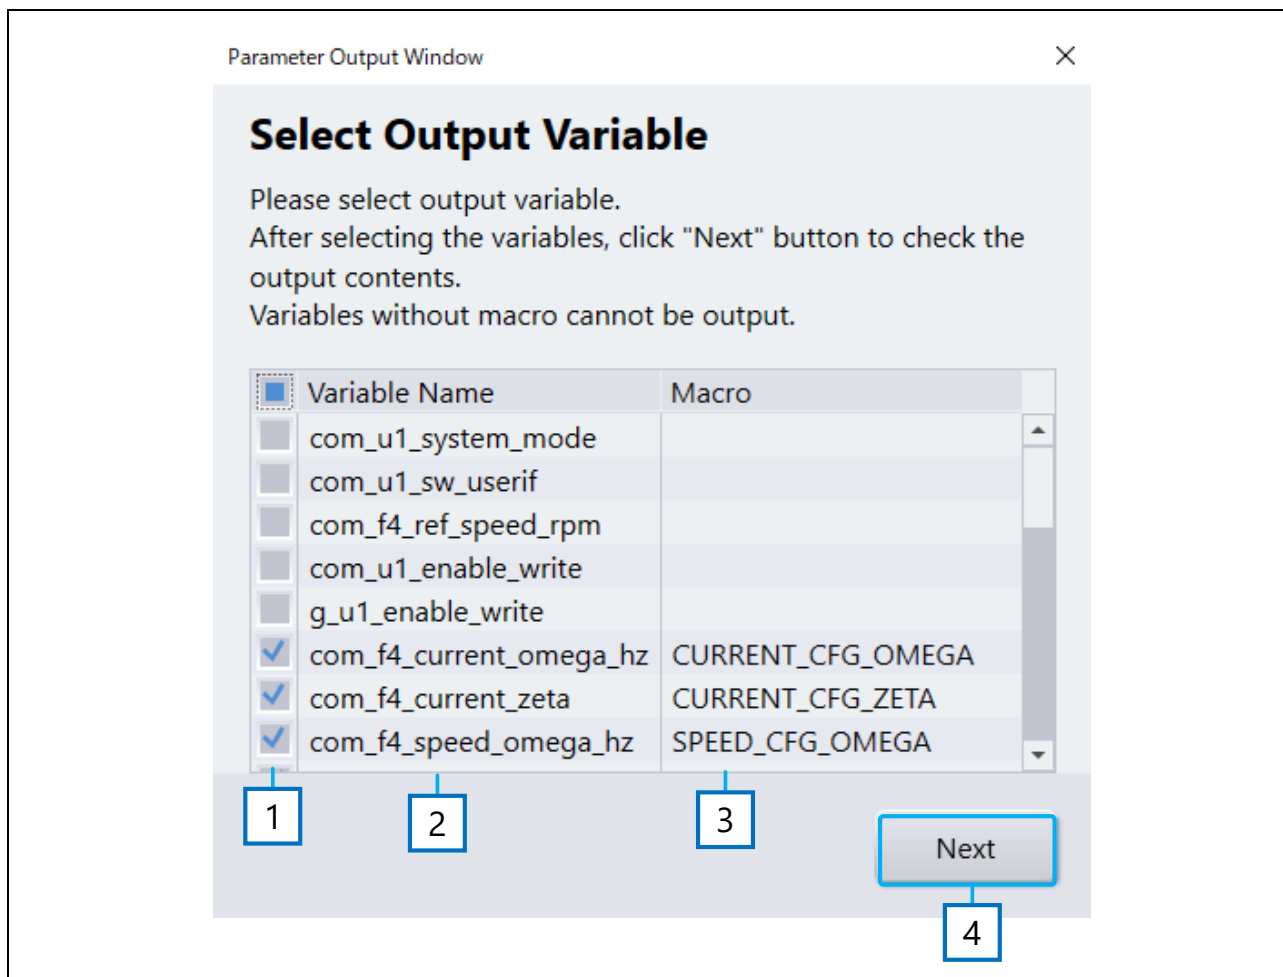 Parameter Output Window
Select Output Variable
Please select output variable.
After selecting the variables, click "Next" button to check the
output contents.
Variables without macro cannot be output.
Variable Name Macro
com_u1_system_mode
com_u1_sw_userif
com_f4_ref_speed_rpm
com_u1_enable_write
g_u1_enable_write
com_f4_current_omega_hz CURRENT_CFG_OMEGA
com_f4_current_zeta CURRENT_CFG_ZETA
com_f4_speed_omega_hz SPEED_CFG_OMEGA
1 2 3
Next
4